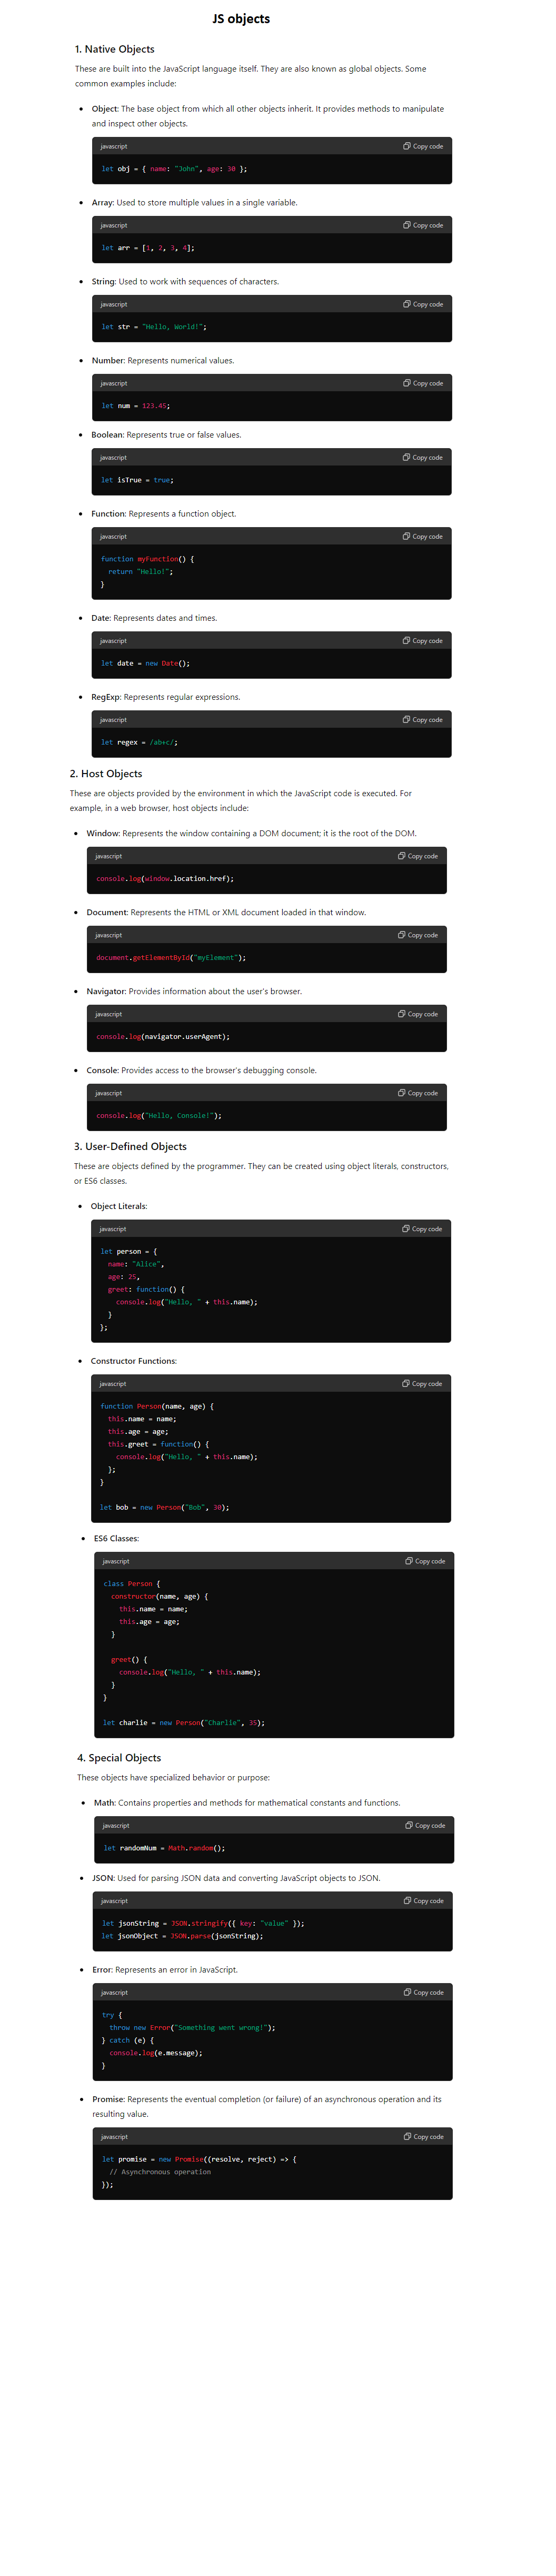 JS objects
1. Native Objects
These are built into the JavaScript language itself. They are also known as global objects. Some
common examples include:
• Object: The base object from which all other objects inherit. It provides methods to manipulate
and inspect other objects.
javascript Copy code
let obj = { name: "John", age: 30 };
• Array: Used to store multiple values in a single variable.
javascript Copy code
let arr = [1, 2, 3, 4];
• String: Used to work with sequences of characters.
javascript Copy code
let str = "Hello, World!";
• Number: Represents numerical values.
javascript Copy code
let num = 123.45;
• Boolean: Represents true or false values.
javascript Copy code
let isTrue = true;
• Function: Represents a function object.
javascript Copy code
function myFunction() {
return "Hello!";
}
• Date: Represents dates and times.
javascript Copy code
let date = new Date();
• RegExp: Represents regular expressions.
javascript Copy code
let regex = /ab+c/;
2. Host Objects
These are objects provided by the environment in which the JavaScript code is executed. For
example, in a web browser, host objects include:
• Window: Represents the window containing a DOM document; it is the root of the DOM.
javascript Copy code
console.log(window.location.href);
• Document: Represents the HTML or XML document loaded in that window.
javascript Copy code
document.getElementById("myElement");
• Navigator: Provides information about the user's browser.
javascript Copy code
console.log(navigator.userAgent);
• Console: Provides access to the browser's debugging console.
javascript Copy code
console.log("Hello, Console!");
3. User-Defined Objects
These are objects defined by the programmer. They can be created using object literals, constructors,
or ES6 classes.
• Object Literals:
javascript Copy code
let person = {
name: "Alice",
age: 25,
greet: function() {
console.log("Hello, " + this.name);
}
};
• Constructor Functions:
javascript Copy code
function Person(name, age) {
this.name = name;
this.age = age;
this.greet = function() {
console.log("Hello, " + this.name);
};
}
let bob = new Person("Bob", 30);
• ES6 Classes:
javascript Copy code
class Person {
constructor(name, age) {
this.name = name;
this.age = age;
}
greet() {
console.log("Hello, " + this.name);
}
}
let charlie = new Person("Charlie", 35);
4. Special Objects
These objects have specialized behavior or purpose:
• Math: Contains properties and methods for mathematical constants and functions.
javascript Copy code
let randomNum = Math.random();
• JSON: Used for parsing JSON data and converting JavaScript objects to JSON.
javascript Copy code
let jsonString = JSON.stringify({ key: "value" });
let jsonObject = JSON.parse(jsonString);
• Error: Represents an error in JavaScript.
javascript Copy code
try {
throw new Error("Something went wrong!");
} catch (e) {
console.log(e.message);
}
• Promise: Represents the eventual completion (or failure) of an asynchronous operation and its
resulting value.
javascript Copy code
let promise = new Promise((resolve, reject) => {
// Asynchronous operation
});